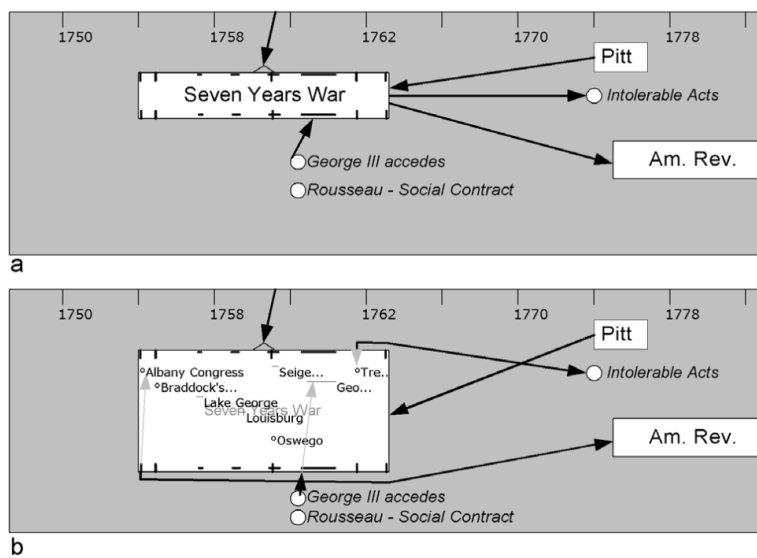 1750 1758 1762 1770 1778
Pitt
Seven Years War
Intolerable Acts
George III accedes
Am. Rev.
Rousseau - Social Contract
a
1750 1758 1762 1770 1778
Pitt
Albany Congress Seige... Tre..
Intolerable Acts
Braddock's... Geo...
Lake George
Seven Years War
Louisburg
Oswego
Am. Rev.
George III accedes
Rousseau - Social Contract
b